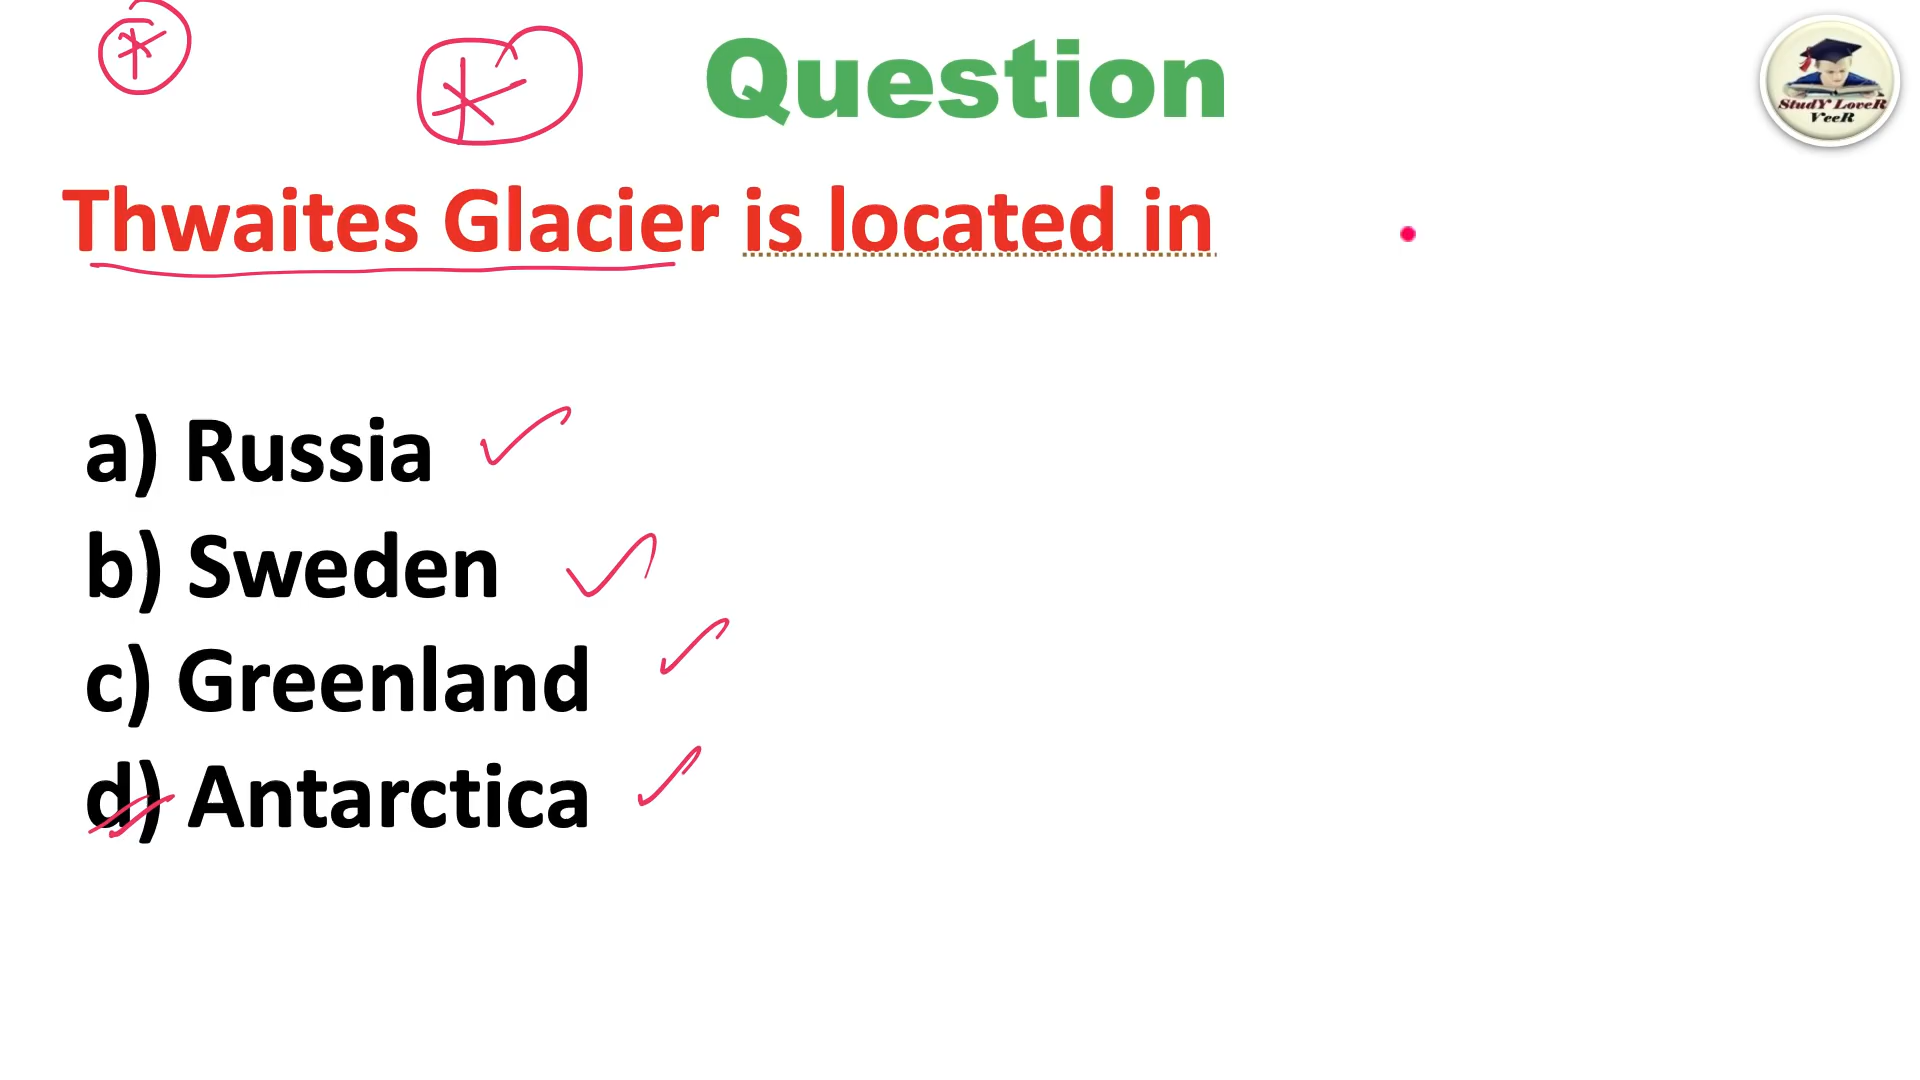 Question
StudY LoveR
VeeR
Thwaites Glacier is located in
a) Russia
b) Sweden
c) Greenland
d) Antarctica